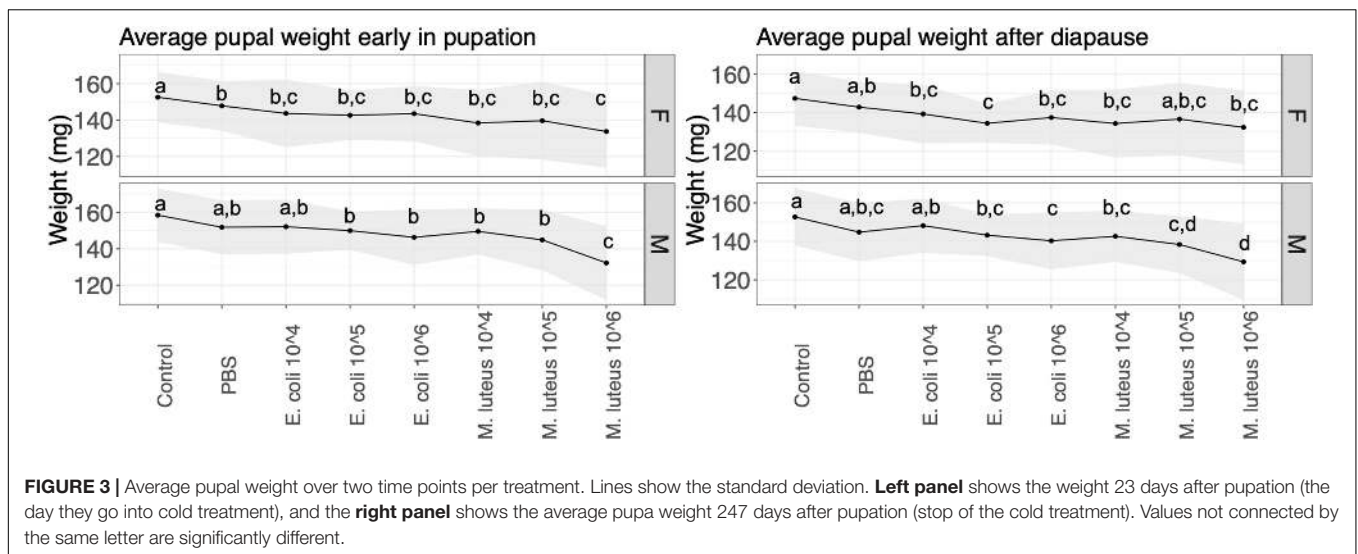 Average pupal weight early in pupation
Weight (mg)
160
140
120
a b b,c b,c b,c b,c b,c c
F
160
140
120
a a,b a,b b b b b c
M
Control
PBS
E. coli 10^4
E. coli 10^5
E. coli 10^6
M. luteus 10^4
M. luteus 10^5
M. luteus 10^6
Average pupal weight after diapause
Weight (mg)
160
140
120
a a,b b,c c b,c b,c a,b,c b,c
F
160
140
120
a a,b,c a,b b,c c b,c c,d d
M
Control
PBS
E. coli 10^4
E. coli 10^5
E. coli 10^6
M. luteus 10^4
M. luteus 10^5
M. luteus 10^6
FIGURE 3 | Average pupal weight over two time points per treatment. Lines show the standard deviation. Left panel shows the weight 23 days after pupation (the
day they go into cold treatment), and the right panel shows the average pupa weight 247 days after pupation (stop of the cold treatment). Values not connected by
the same letter are significantly different.